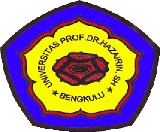 UNIVERSITAS PROF.DR.HAZAIRIN,SH
★ BENGKULU ★